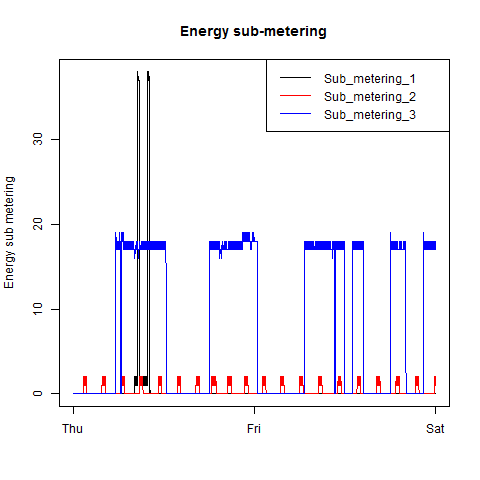 Energy sub-metering
Sub_metering_1
Sub_metering_2
Sub_metering_3
Energy sub metering
30
20
10
0
Thu
Fri
Sat